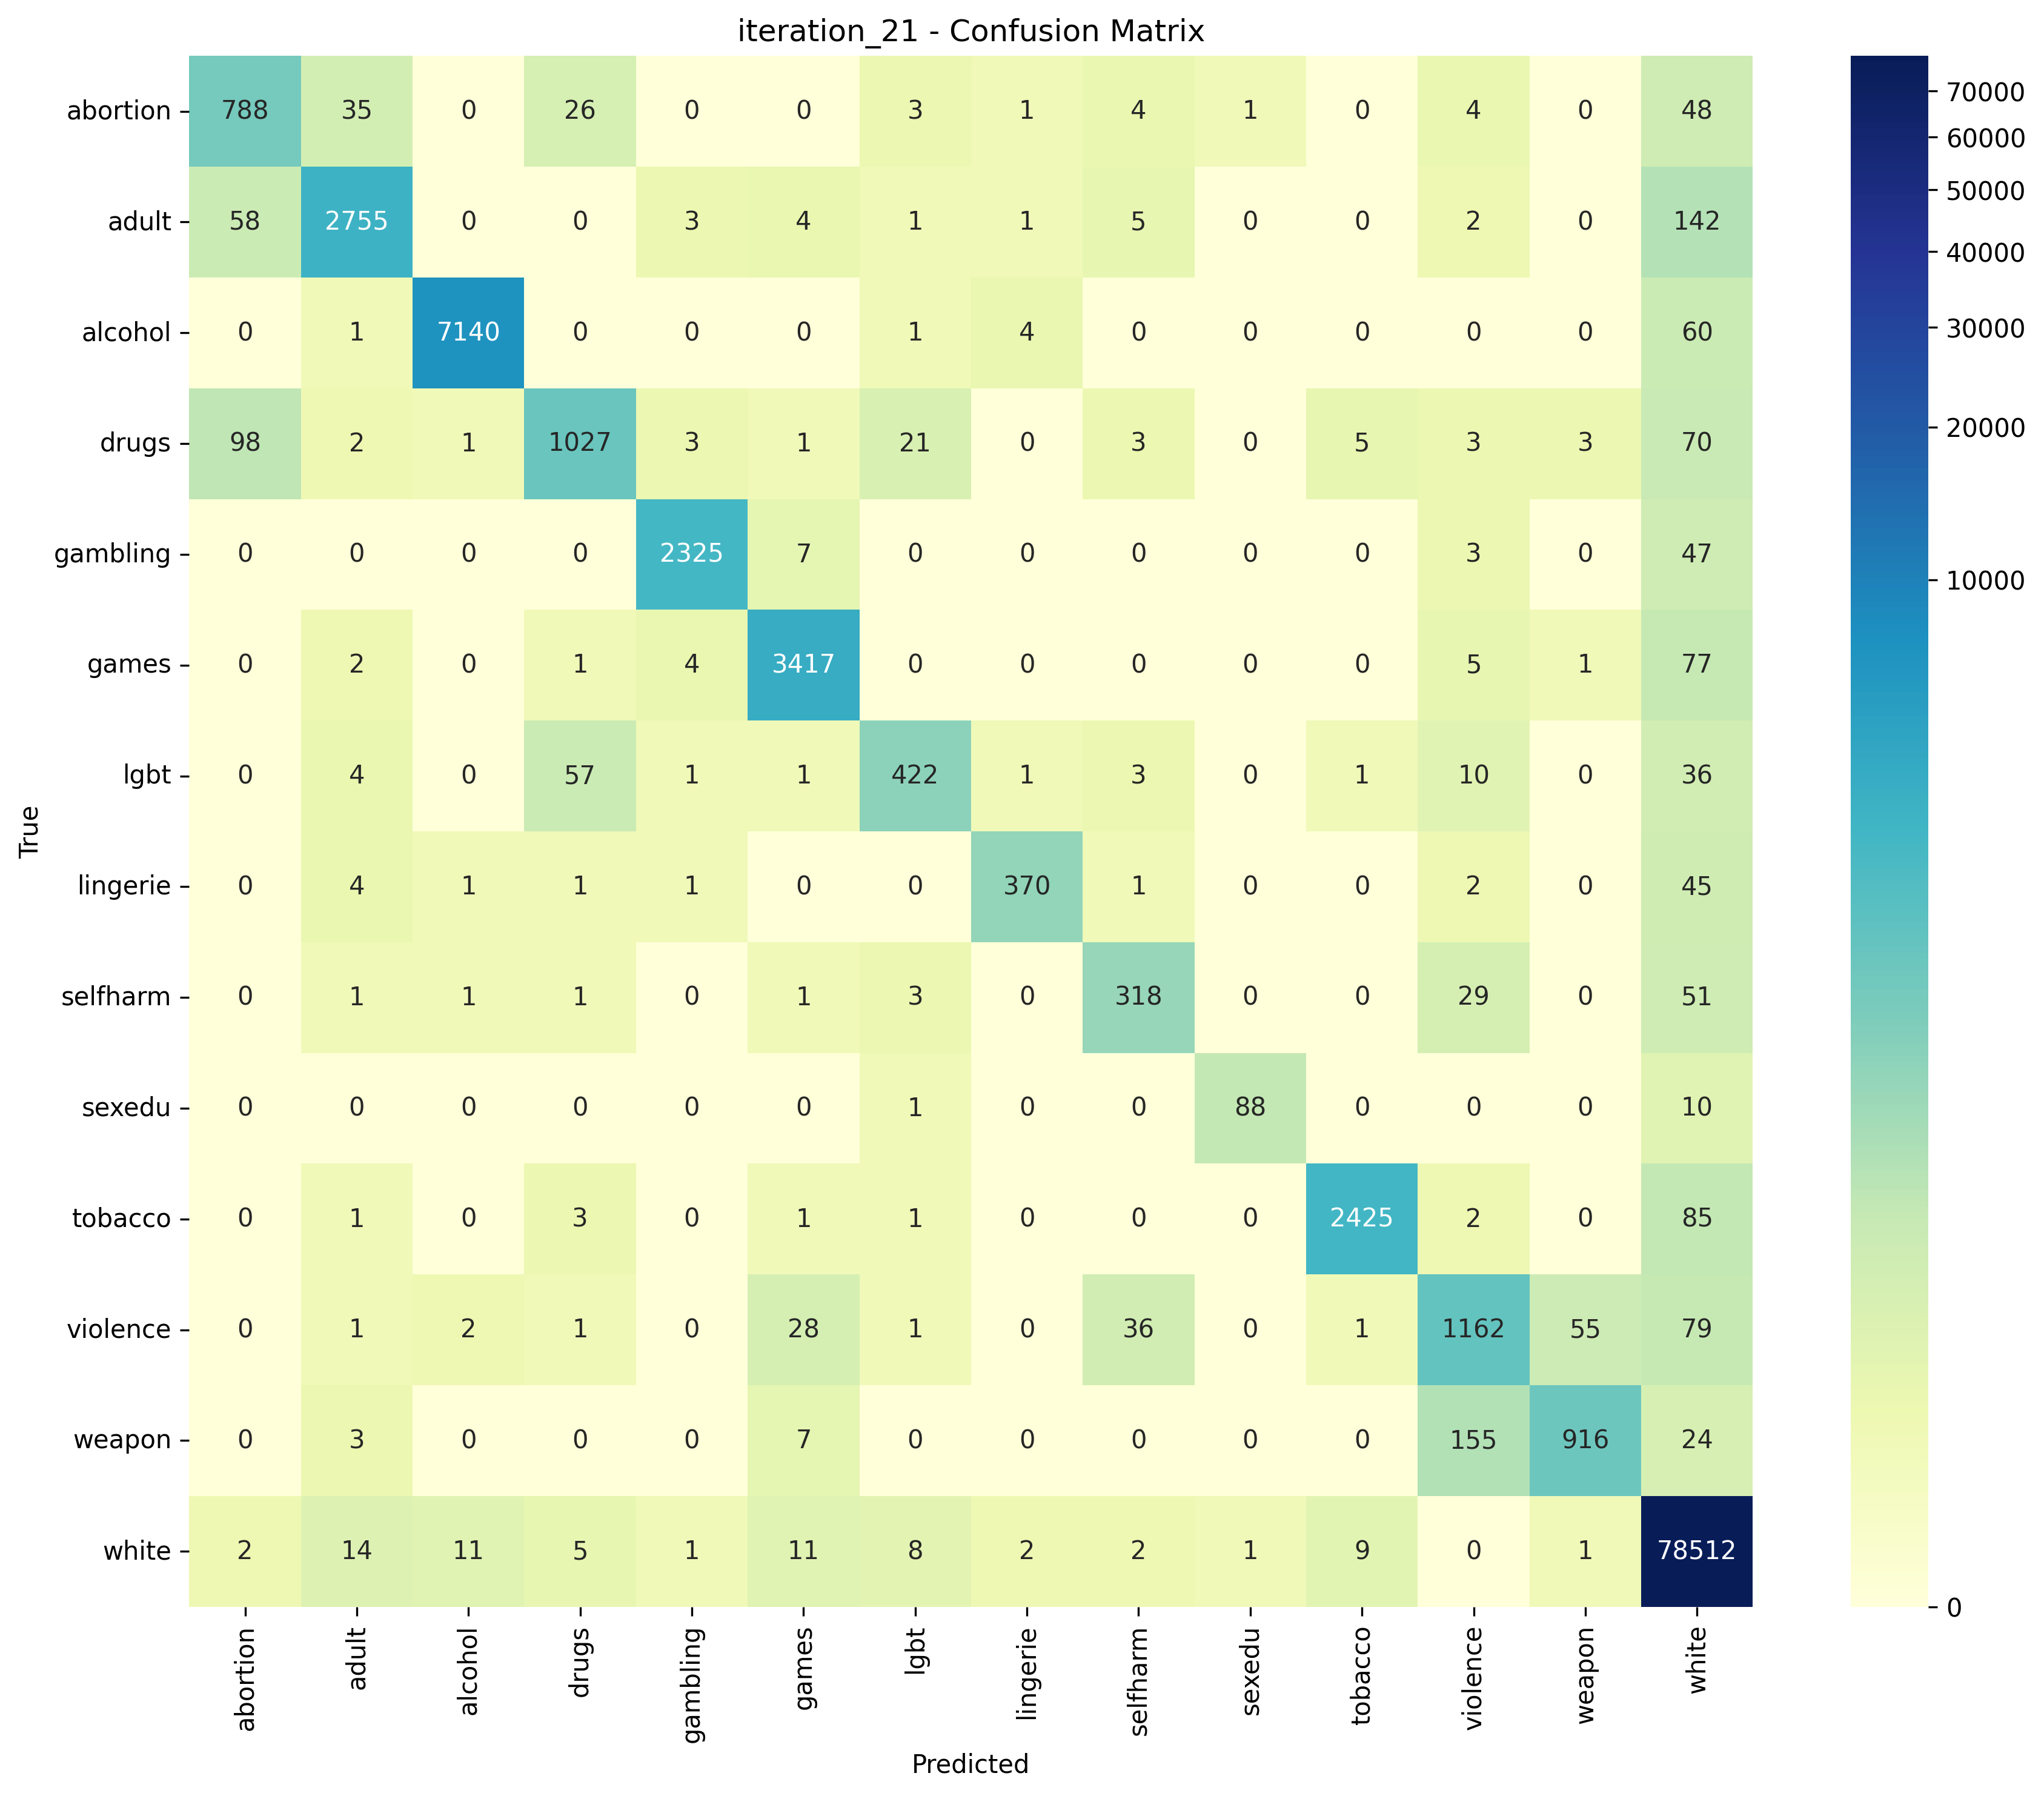 iteration_21 - Confusion Matrix
abortion 788 35 0 26 0 0 3 1 4 1 0 4 0 48
adult 58 2755 0 0 3 4 1 1 5 0 0 2 0 142
alcohol 0 1 7140 0 0 0 1 4 0 0 0 0 0 60
drugs 98 2 1 1027 3 1 21 0 3 0 5 3 3 70
gambling 0 0 0 0 2325 7 0 0 0 0 0 3 0 47
games 0 2 0 1 4 3417 0 0 0 0 0 5 1 77
lgbt 0 4 0 57 1 1 422 1 3 0 1 10 0 36
lingerie 0 4 1 1 1 0 0 370 1 0 0 2 0 45
selfharm 0 1 1 1 0 1 3 0 318 0 0 29 0 51
sexedu 0 0 0 0 0 0 1 0 0 88 0 0 0 10
tobacco 0 1 0 3 0 1 1 0 0 0 2425 2 0 85
violence 0 1 2 1 0 28 1 0 36 0 1 1162 55 79
weapon 0 3 0 0 0 7 0 0 0 0 0 155 916 24
white 2 14 11 5 1 11 8 2 2 1 9 0 1 78512
abortion adult alcohol drugs gambling games lgbt lingerie selfharm sexedu tobacco violence weapon white
Predicted
True
70000
60000
50000
40000
30000
20000
10000
0